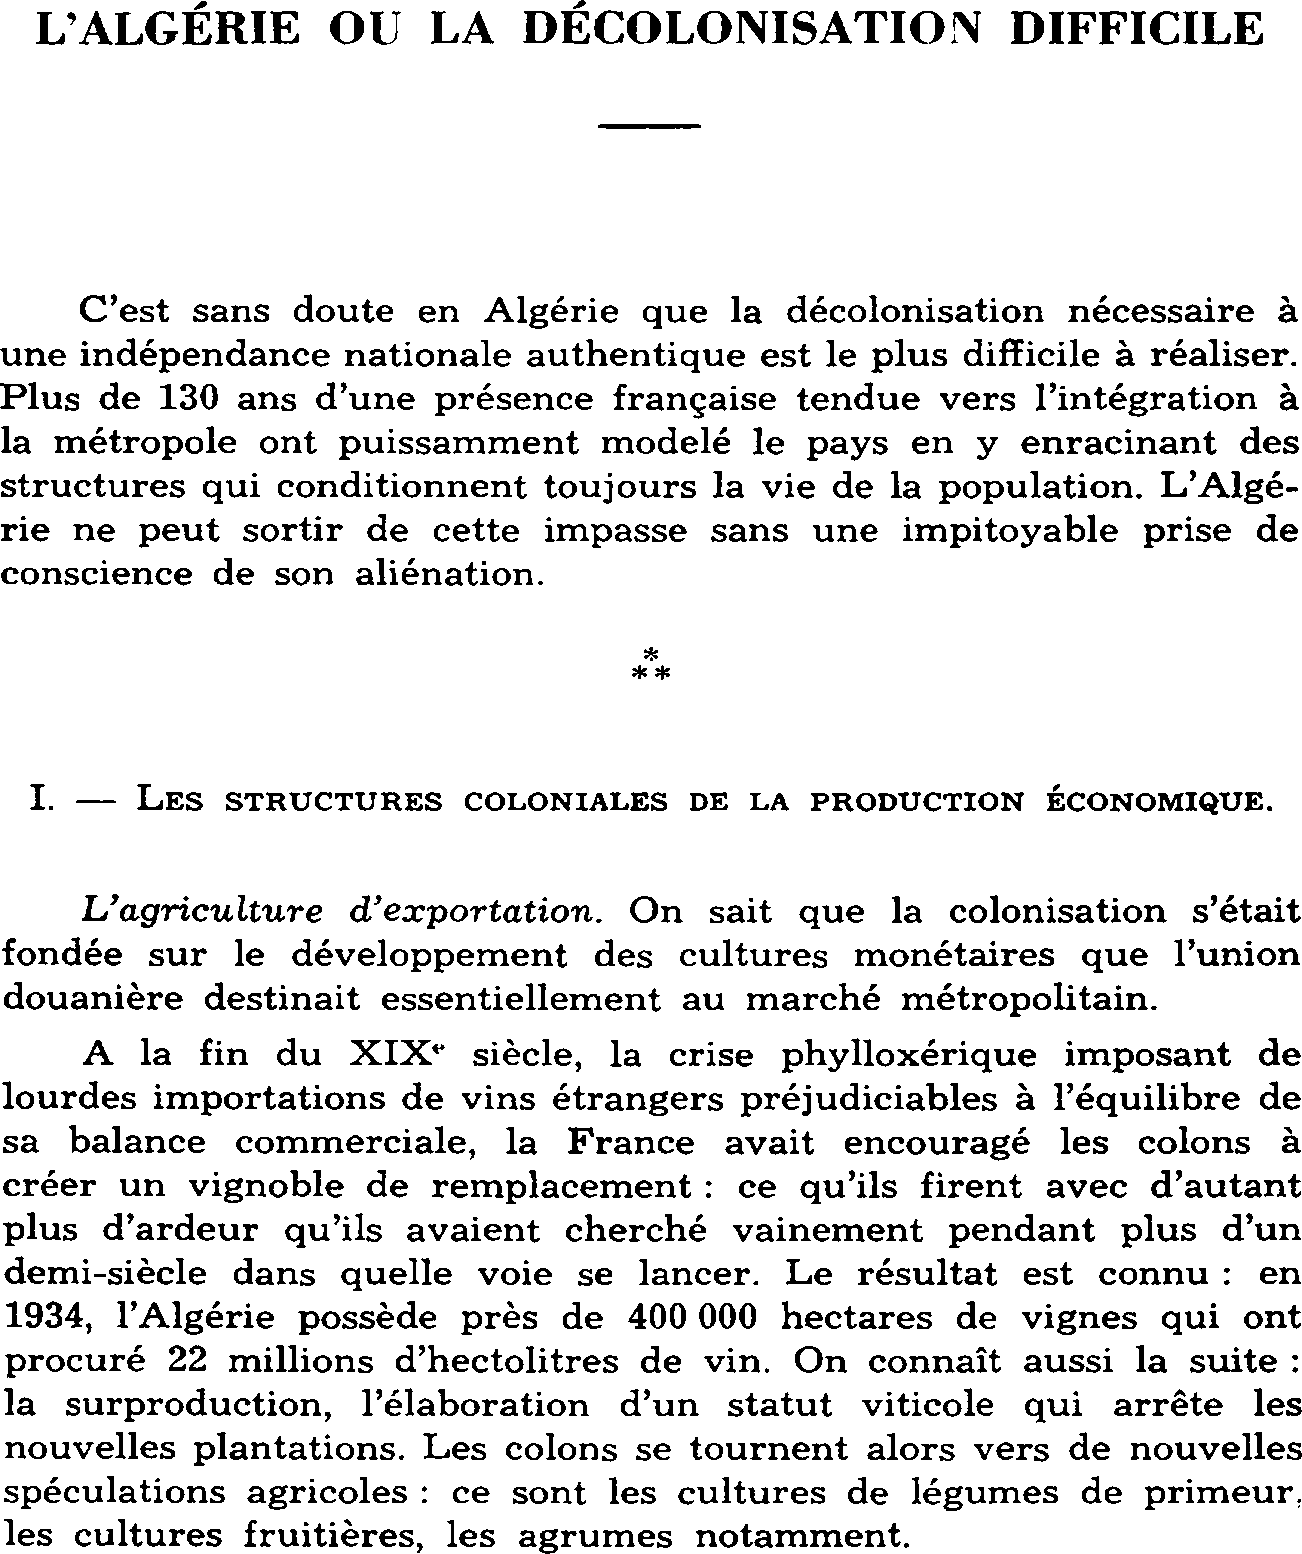 L'ALGÉRIE OU LA DÉCOLONISATION DIFFICILE
C'est sans doute en Algérie que la décolonisation nécessaire à
une indépendance nationale authentique est le plus difficile à réaliser.
Plus de 130 ans d'une présence française tendue vers l'intégration à
la métropole ont puissamment modelé le pays en y enracinant des
structures qui conditionnent toujours la vie de la population. L'Algé-
rie ne peut sortir de cette impasse sans une impitoyable prise de
conscience de son aliénation.
*
* *
I. — LES STRUCTURES COLONIALES DE LA PRODUCTION ÉCONOMIQUE.
L'agriculture d'exportation. On sait que la colonisation s'était
fondée sur le développement des cultures monétaires que l'union
douanière destinait essentiellement au marché métropolitain.
A la fin du XIXe siècle, la crise phylloxérique imposant de
lourdes importations de vins étrangers préjudiciables à l'équilibre de
sa balance commerciale, la France avait encouragé les colons à
créer un vignoble de remplacement : ce qu'ils firent avec d'autant
plus d'ardeur qu'ils avaient cherché vainement pendant plus d'un
demi-siècle dans quelle voie se lancer. Le résultat est connu : en
1934, l'Algérie possède près de 400 000 hectares de vignes qui ont
procuré 22 millions d'hectolitres de vin. On connaît aussi la suite :
la surproduction, l'élaboration d'un statut viticole qui arrête les
nouvelles plantations. Les colons se tournent alors vers de nouvelles
spéculations agricoles : ce sont les cultures de légumes de primeur,
les cultures fruitières, les agrumes notamment.